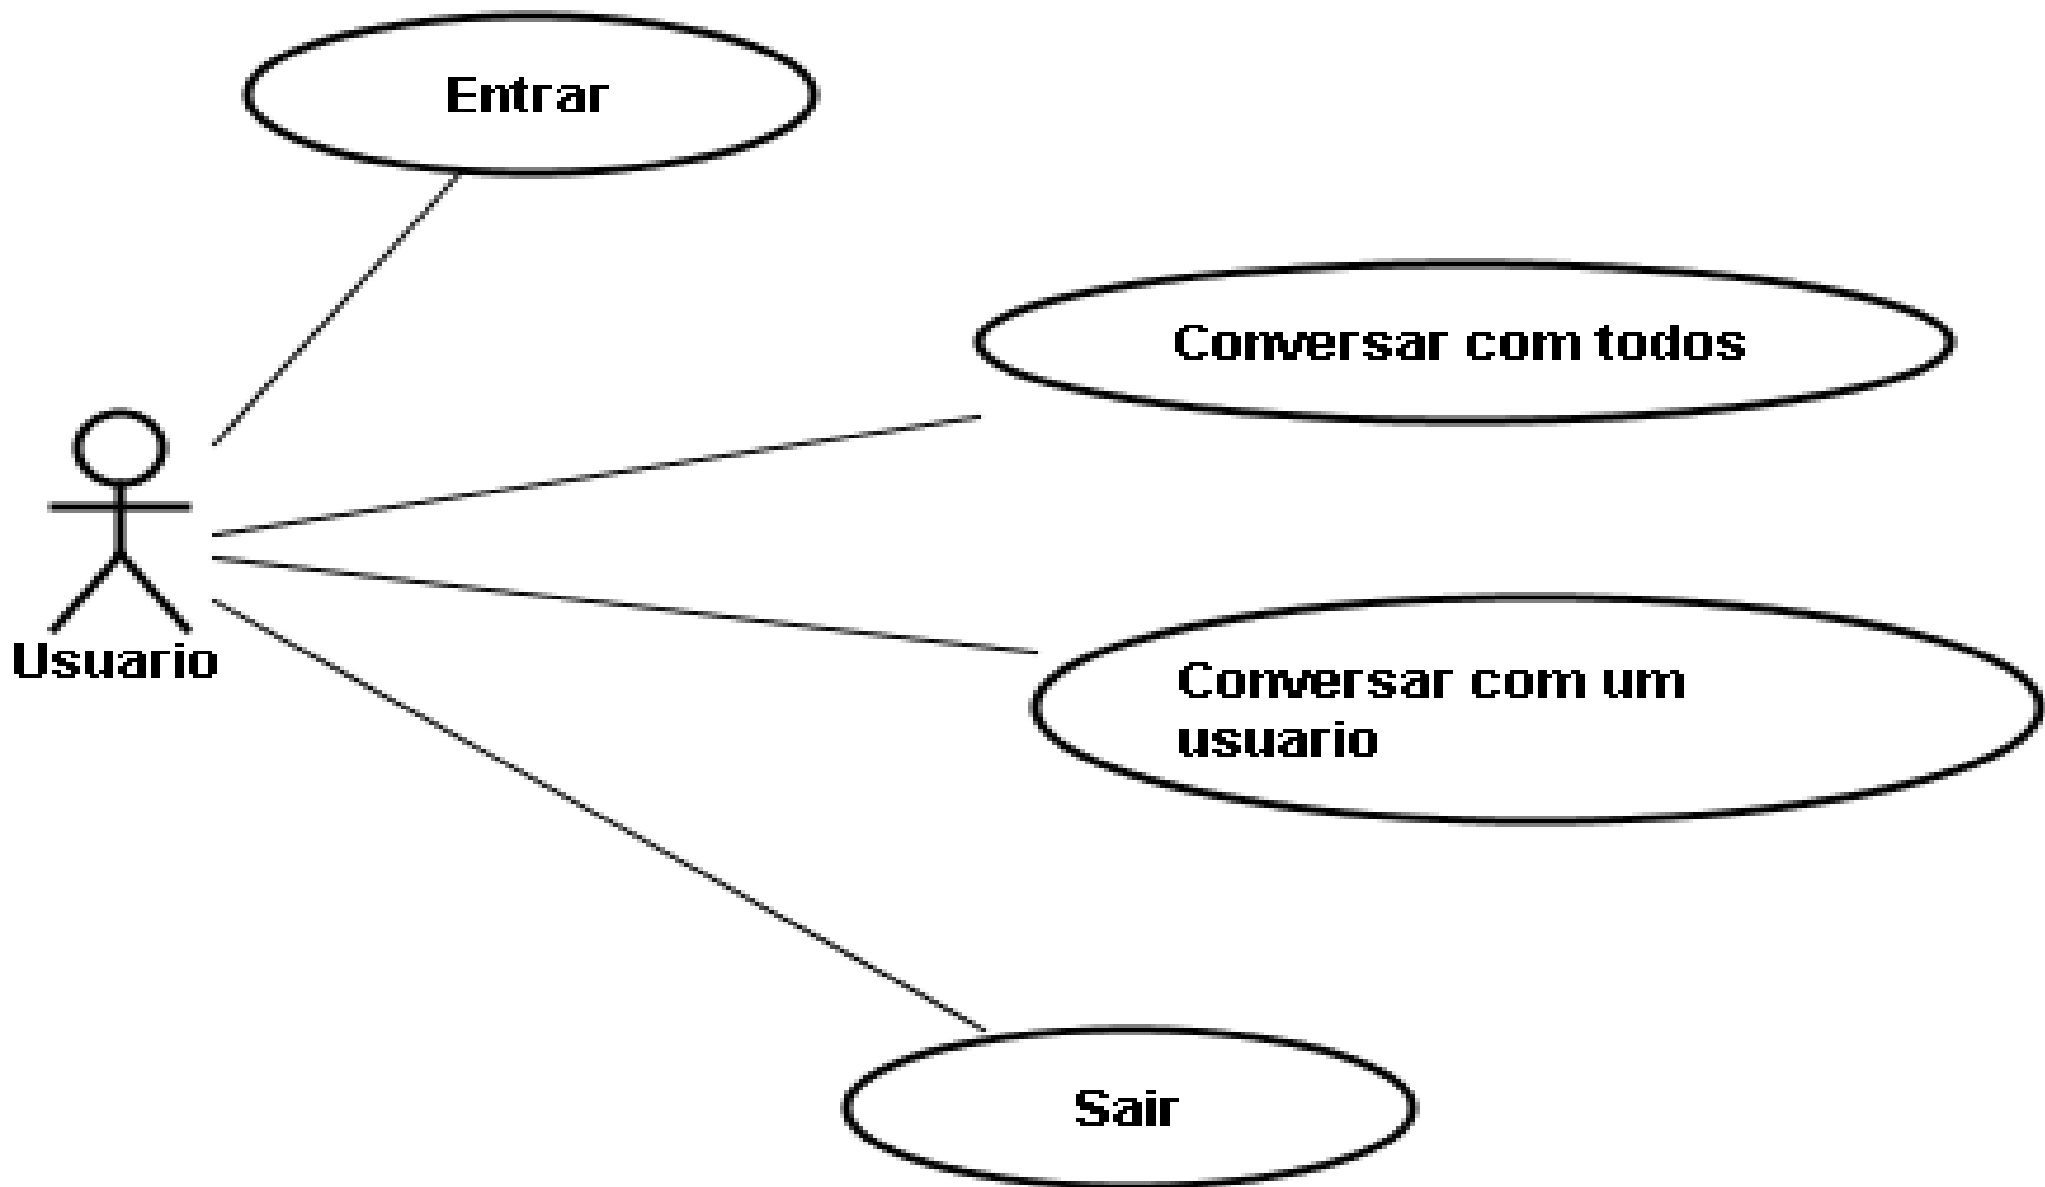 Entrar
Conversar com todos
Usuario
Conversar com um
usuario
Sair